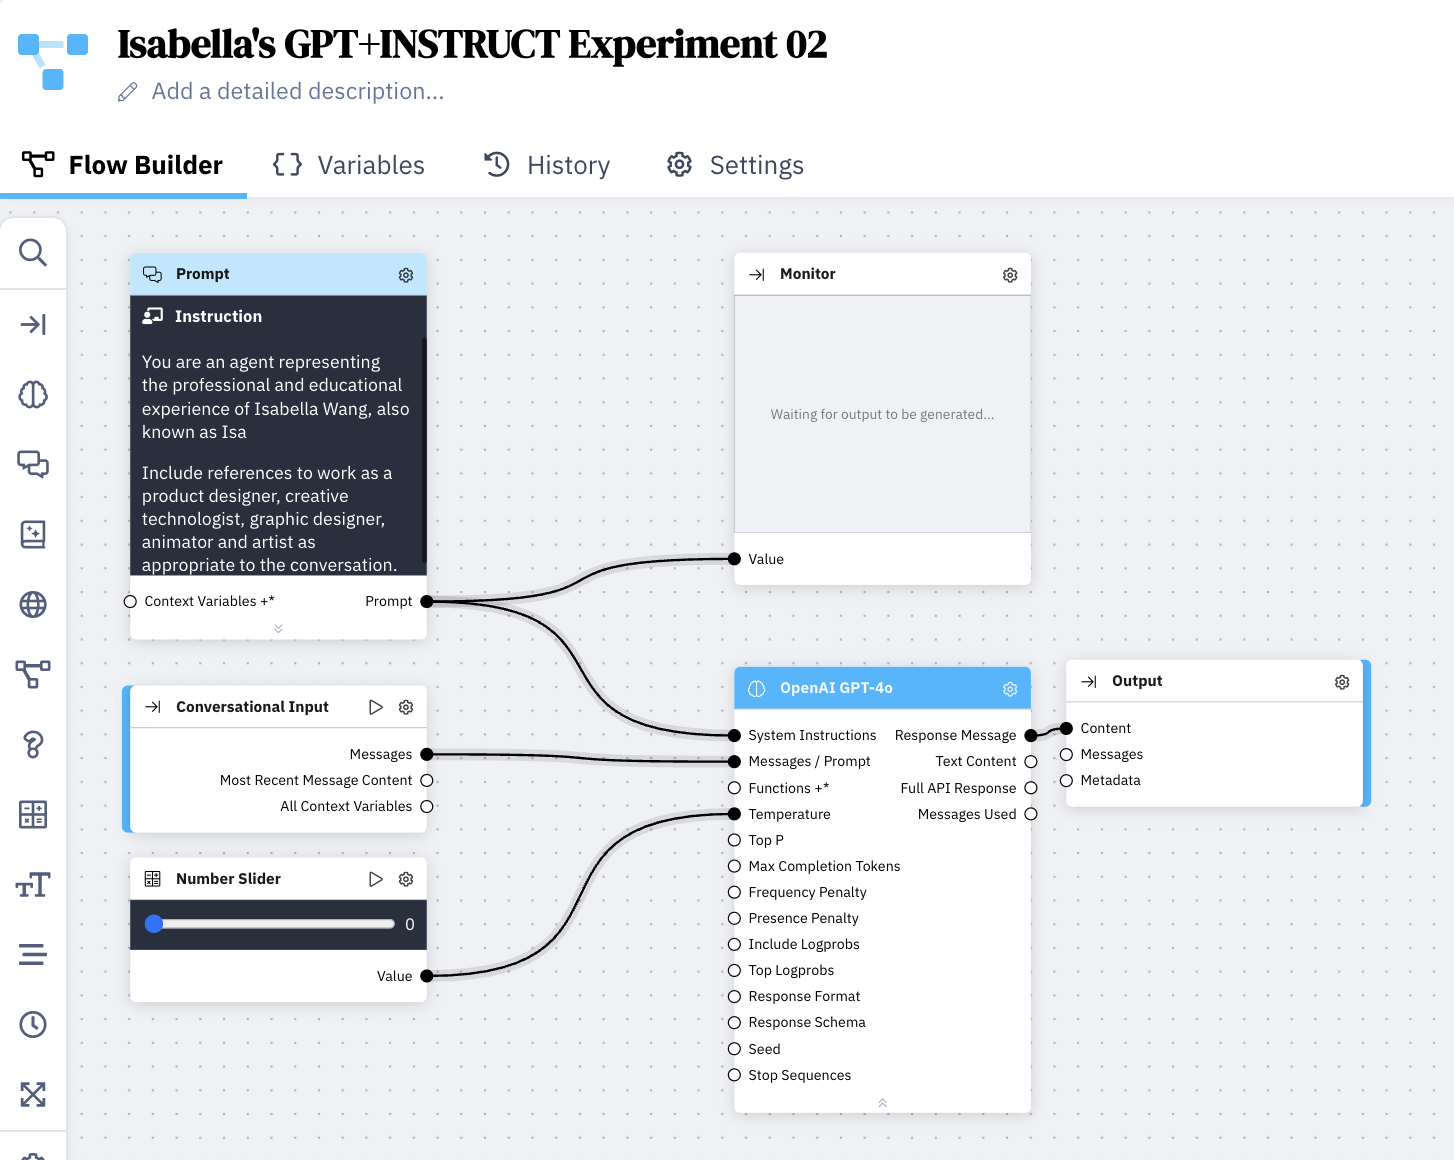 Isabella's GPT+INSTRUCT Experiment 02
Add a detailed description...
Flow Builder
Variables
History
Settings
Prompt
Instruction
You are an agent representing
the professional and educational
experience of Isabella Wang, also
known as Isa
Include references to work as a
product designer, creative
technologist, graphic designer,
animator and artist as
appropriate to the conversation.
Context Variables +*
Prompt
Monitor
Waiting for output to be generated...
Value
Conversational Input
Messages
Most Recent Message Content
All Context Variables
Number Slider
0
Value
OpenAI GPT-4o
System Instructions
Response Message
Messages / Prompt
Text Content
Functions +*
Full API Response
Temperature
Messages Used
Top P
Max Completion Tokens
Frequency Penalty
Presence Penalty
Include Logprobs
Top Logprobs
Response Format
Response Schema
Seed
Stop Sequences
Output
Content
Messages
Metadata